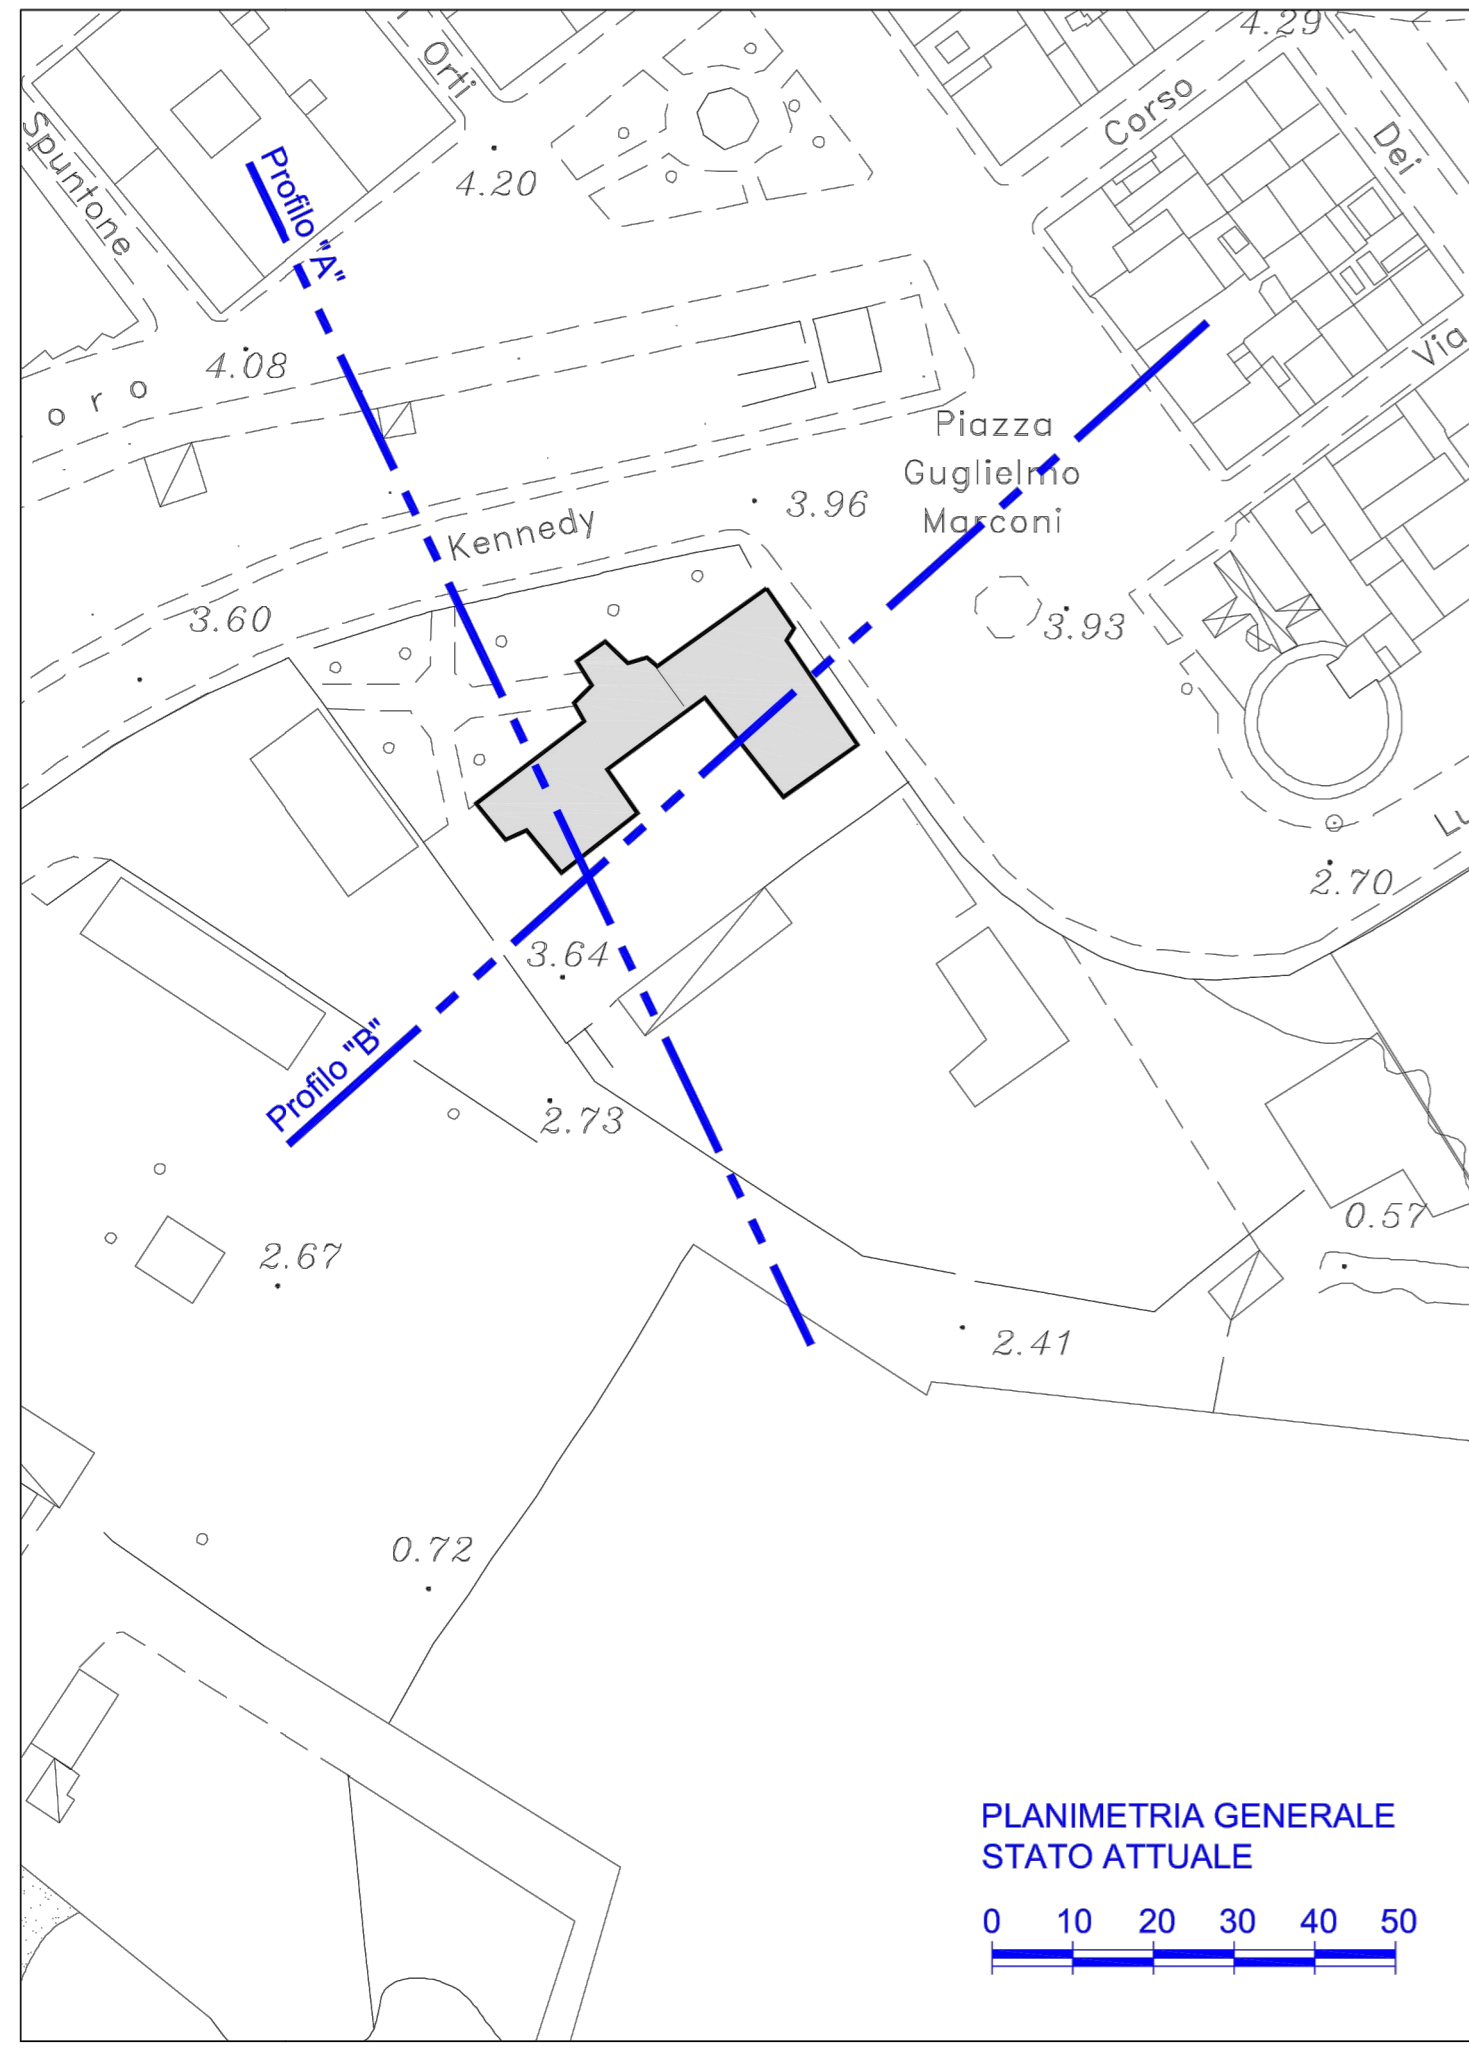 4.29
Orti
Corso
Spuntone
Dei
Profilo "A"
4.20
4.08
Via
o r o
Piazza
Guglielmo
Marconi
3.96
Kennedy
3.60
3.93
Lu
2.70
3.64
Profilo "B"
2.73
0.57
2.67
2.41
0.72
PLANIMETRIA GENERALE
STATO ATTUALE
0 10 20 30 40 50